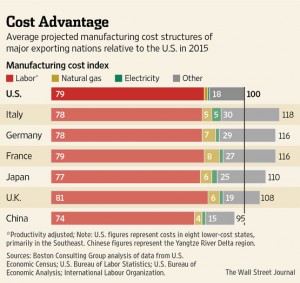 Cost Advantage
Average projected manufacturing cost structures of
major exporting nations relative to the U.S. in 2015
Manufacturing cost index
Labor* Natural gas Electricity Other
U.S. 79 18 100
Italy 78 5 5 30 118
Germany 78 4 29 116
France 79 8 27 116
Japan 77 6 25 110
U.K. 81 6 19 108
China 74 4 15 95
*Productivity adjusted; Note: U.S. figures represents costs in eight lower-cost states,
primarily in the Southeast. Chinese figures represent the Yangtze River Delta region.
Sources: Boston Consulting Group analysis of data from U.S.
Economic Census; U.S. Bureau of Labor Statistics; U.S. Bureau of
Economic Analysis; International Labour Organization.
The Wall Street Journal